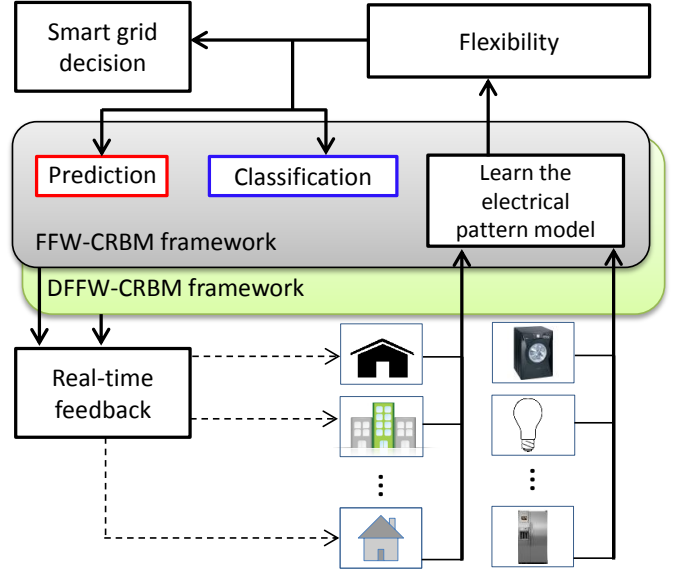 Smart grid
decision
Flexibility
Prediction
Classification
Learn the
electrical
pattern model
FFW-CRBM framework
DFFW-CRBM framework
Real-time
feedback